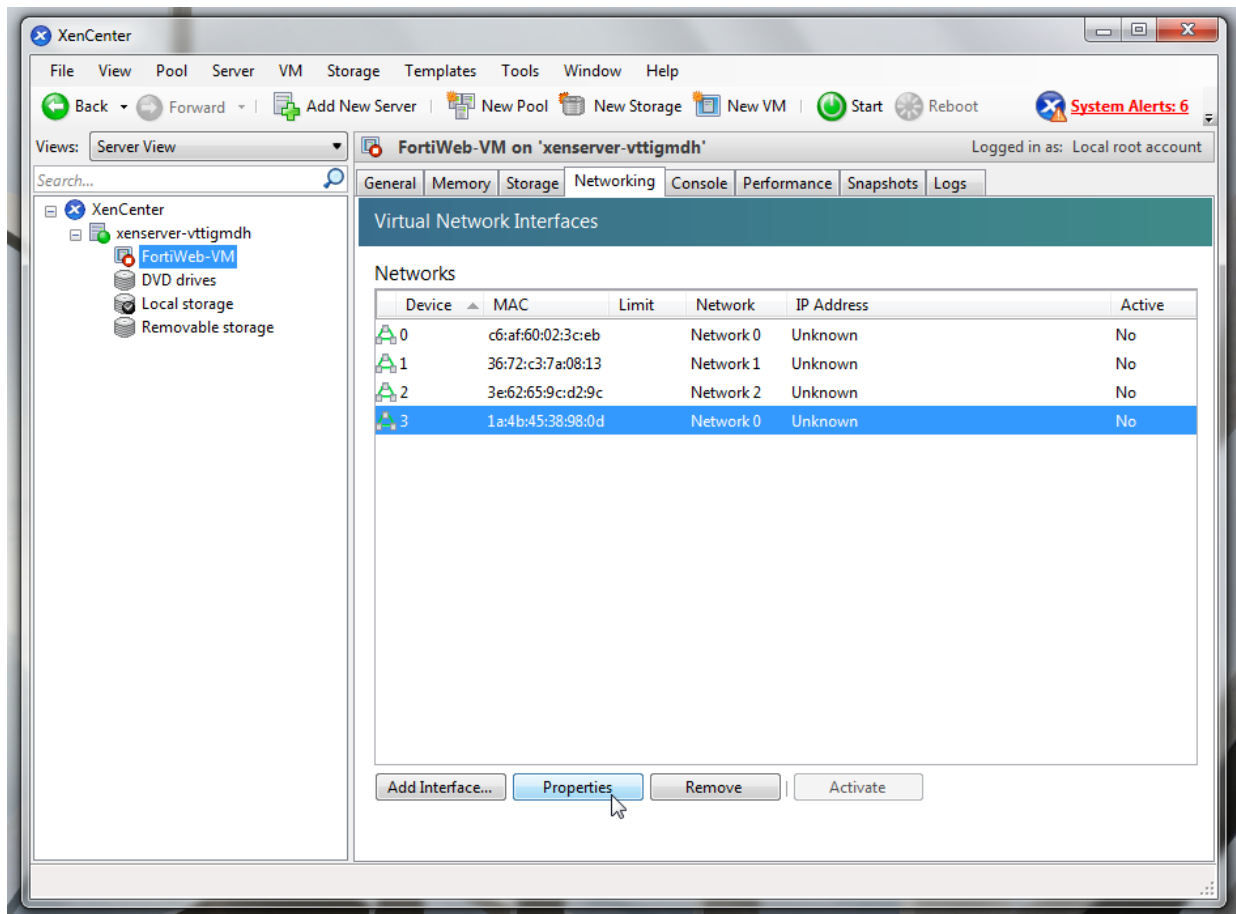 XenCenter
File View Pool Server VM Storage Templates Tools Window Help
Back Forward Add New Server New Pool New Storage New VM Start Reboot System Alerts: 6
Views: Server View
FortiWeb-VM on 'xenserver-vttigmdh' Logged in as: Local root account
Search...
General Memory Storage Networking Console Performance Snapshots Logs
XenCenter
xenserver-vttigmdh
FortiWeb-VM
DVD drives
Local storage
Removable storage
Virtual Network Interfaces
Networks
Device MAC Limit Network IP Address Active
0 c6:af:60:02:3c:eb Network 0 Unknown No
1 36:72:c3:7a:08:13 Network 1 Unknown No
2 3e:62:65:9c:d2:9c Network 2 Unknown No
3 1a:4b:45:38:98:0d Network 0 Unknown No
Add Interface... Properties Remove Activate